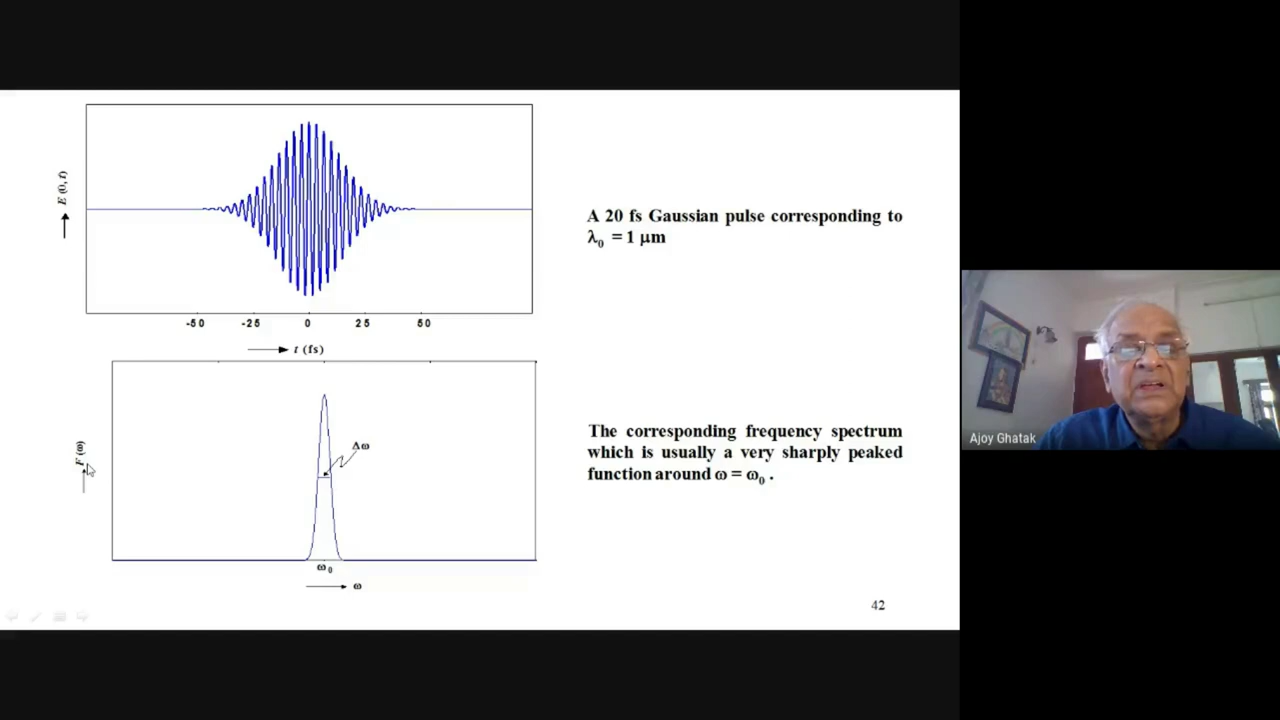 E (0, t)
A 20 fs Gaussian pulse corresponding to
λ₀ = 1 μm
-50 -25 0 25 50
t (fs)
F (ω)
Δω
The corresponding frequency spectrum
which is usually a very sharply peaked
function around ω = ω₀ .
ω₀
ω
42
Ajoy Ghatak